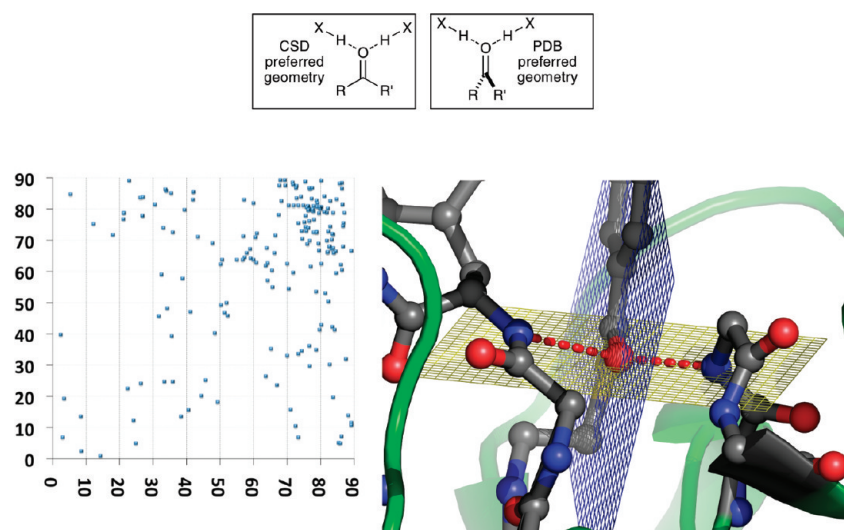 X H H X
CSD
preferred
geometry
O
R R'
X H H X
O
PDB
preferred
geometry
R R'
90
80
70
60
50
40
30
20
10
0
0 10 20 30 40 50 60 70 80 90